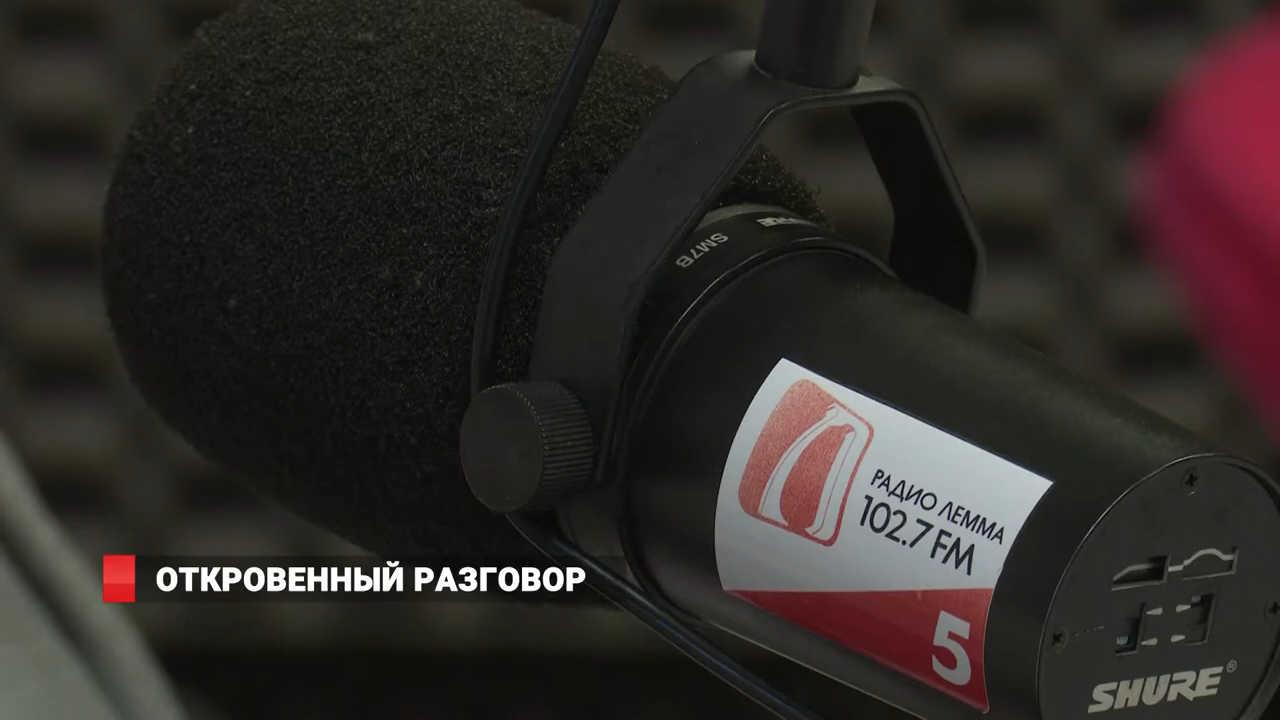 SM7B
РАДИО ЛЕММА
102.7 FM
5
SHURE®
ОТКРОВЕННЫЙ РАЗГОВОР